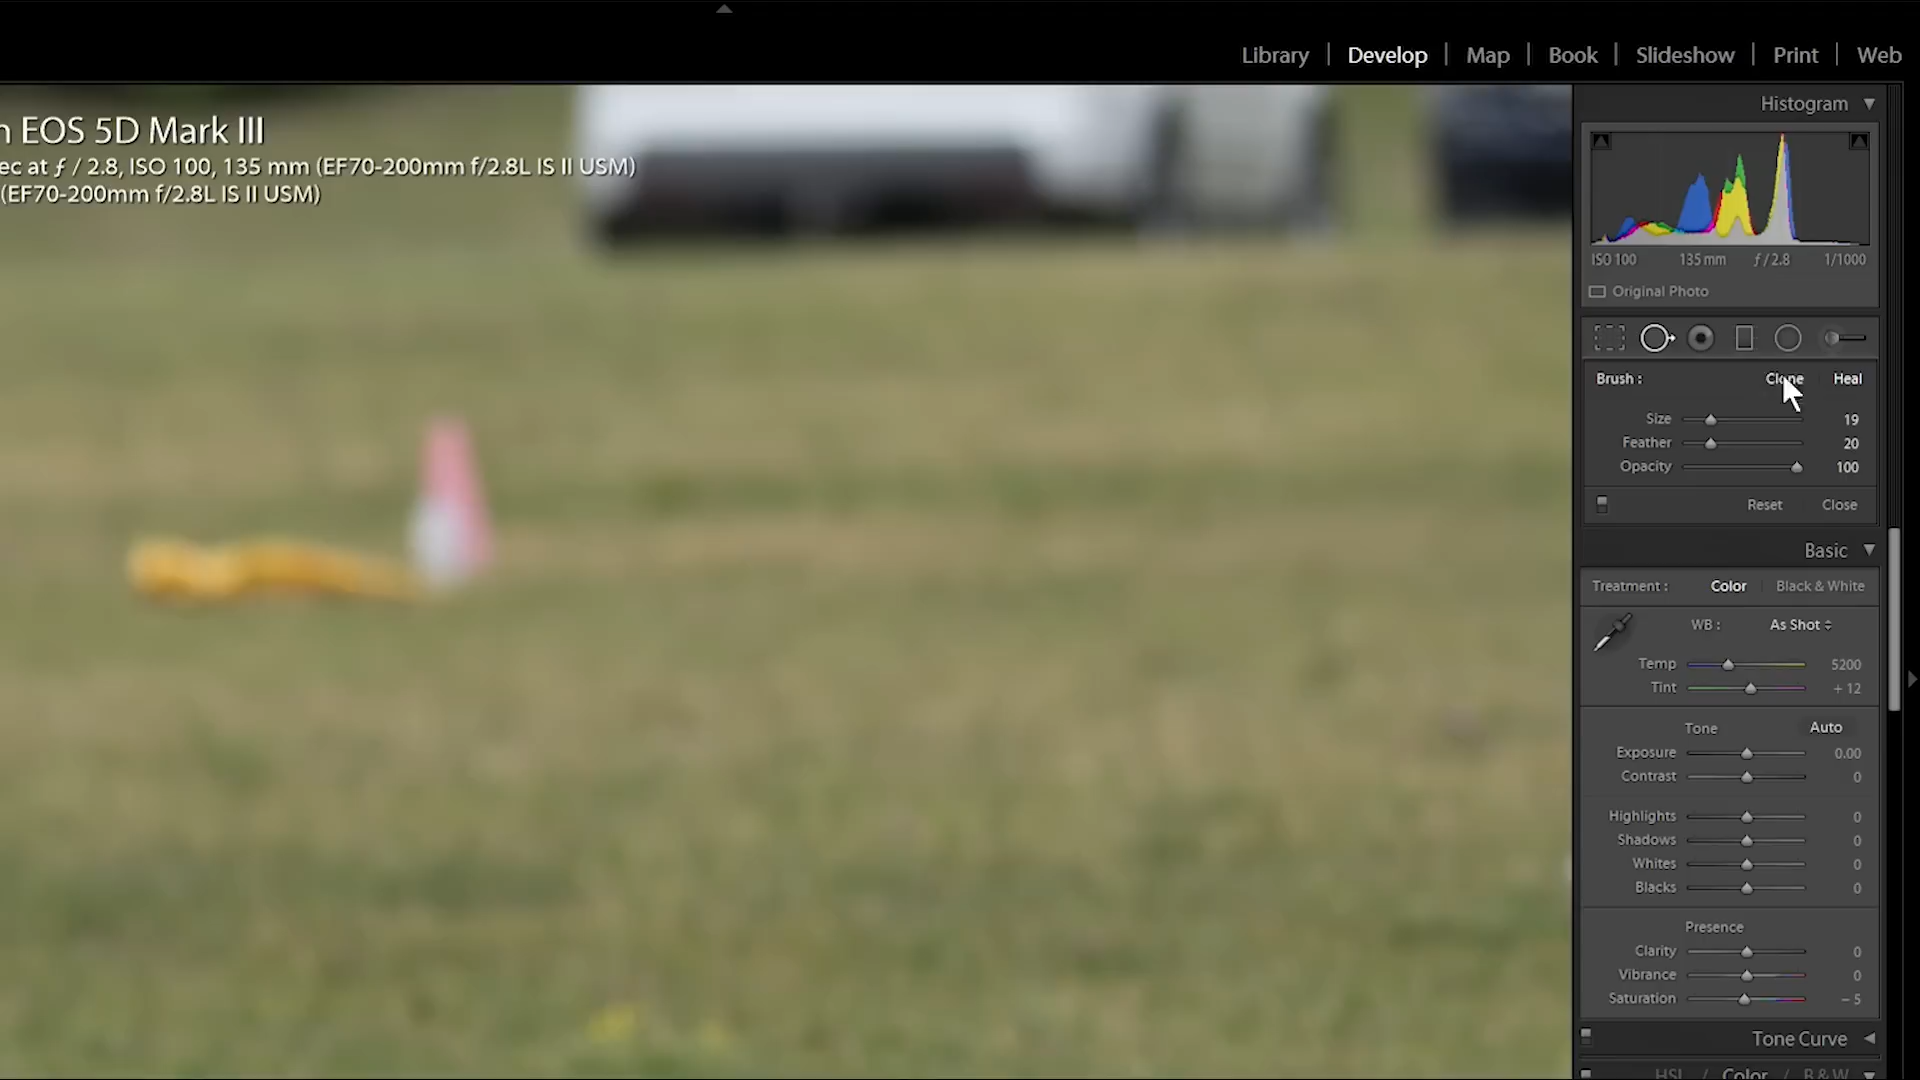 Library | Develop | Map | Book | Slideshow | Print | Web
n EOS 5D Mark III
ec at ƒ / 2.8, ISO 100, 135 mm (EF70-200mm f/2.8L IS II USM)
(EF70-200mm f/2.8L IS II USM)
Histogram
ISO 100 135 mm ƒ / 2.8 1/1000
Original Photo
Brush : Clone Heal
Size 19
Feather 20
Opacity 100
Reset Close
Basic
Treatment : Color Black & White
WB : As Shot
Temp 5200
Tint + 12
Tone Auto
Exposure 0.00
Contrast 0
Highlights 0
Shadows 0
Whites 0
Blacks 0
Presence
Clarity 0
Vibrance 0
Saturation – 5
Tone Curve
HSL / Color / B & W